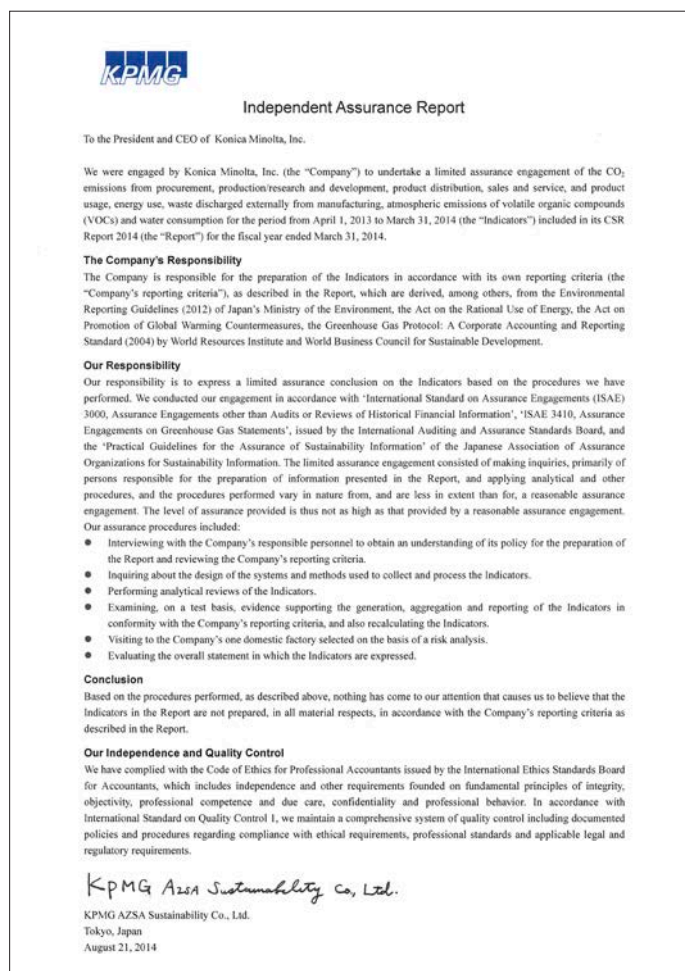 KPMG
Independent Assurance Report
To the President and CEO of Konica Minolta, Inc.
We were engaged by Konica Minolta, Inc. (the “Company”) to undertake a limited assurance engagement of the CO₂
emissions from procurement, production/research and development, product distribution, sales and service, and product
usage, energy use, waste discharged externally from manufacturing, atmospheric emissions of volatile organic compounds
(VOCs) and water consumption for the period from April 1, 2013 to March 31, 2014 (the “Indicators”) included in its CSR
Report 2014 (the “Report”) for the fiscal year ended March 31, 2014.
The Company’s Responsibility
The Company is responsible for the preparation of the Indicators in accordance with its own reporting criteria (the
“Company’s reporting criteria”), as described in the Report, which are derived, among others, from the Environmental
Reporting Guidelines (2012) of Japan’s Ministry of the Environment, the Act on the Rational Use of Energy, the Act on
Promotion of Global Warming Countermeasures, the Greenhouse Gas Protocol: A Corporate Accounting and Reporting
Standard (2004) by World Resources Institute and World Business Council for Sustainable Development.
Our Responsibility
Our responsibility is to express a limited assurance conclusion on the Indicators based on the procedures we have
performed. We conducted our engagement in accordance with ‘International Standard on Assurance Engagements (ISAE)
3000, Assurance Engagements other than Audits or Reviews of Historical Financial Information’, ‘ISAE 3410, Assurance
Engagements on Greenhouse Gas Statements’, issued by the International Auditing and Assurance Standards Board, and
the ‘Practical Guidelines for the Assurance of Sustainability Information’ of the Japanese Association of Assurance
Organizations for Sustainability Information. The limited assurance engagement consisted of making inquiries, primarily of
persons responsible for the preparation of information presented in the Report, and applying analytical and other
procedures, and the procedures performed vary in nature from, and are less in extent than for, a reasonable assurance
engagement. The level of assurance provided is thus not as high as that provided by a reasonable assurance engagement.
Our assurance procedures included:
● Interviewing with the Company’s responsible personnel to obtain an understanding of its policy for the preparation of
the Report and reviewing the Company’s reporting criteria.
● Inquiring about the design of the systems and methods used to collect and process the Indicators.
● Performing analytical reviews of the Indicators.
● Examining, on a test basis, evidence supporting the generation, aggregation and reporting of the Indicators in
conformity with the Company’s reporting criteria, and also recalculating the Indicators.
● Visiting to the Company’s one domestic factory selected on the basis of a risk analysis.
● Evaluating the overall statement in which the Indicators are expressed.
Conclusion
Based on the procedures performed, as described above, nothing has come to our attention that causes us to believe that the
Indicators in the Report are not prepared, in all material respects, in accordance with the Company’s reporting criteria as
described in the Report.
Our Independence and Quality Control
We have complied with the Code of Ethics for Professional Accountants issued by the International Ethics Standards Board
for Accountants, which includes independence and other requirements founded on fundamental principles of integrity,
objectivity, professional competence and due care, confidentiality and professional behavior. In accordance with
International Standard on Quality Control 1, we maintain a comprehensive system of quality control including documented
policies and procedures regarding compliance with ethical requirements, professional standards and applicable legal and
regulatory requirements.
KPMG AZSA Sustainability Co., Ltd.
KPMG AZSA Sustainability Co., Ltd.
Tokyo, Japan
August 21, 2014